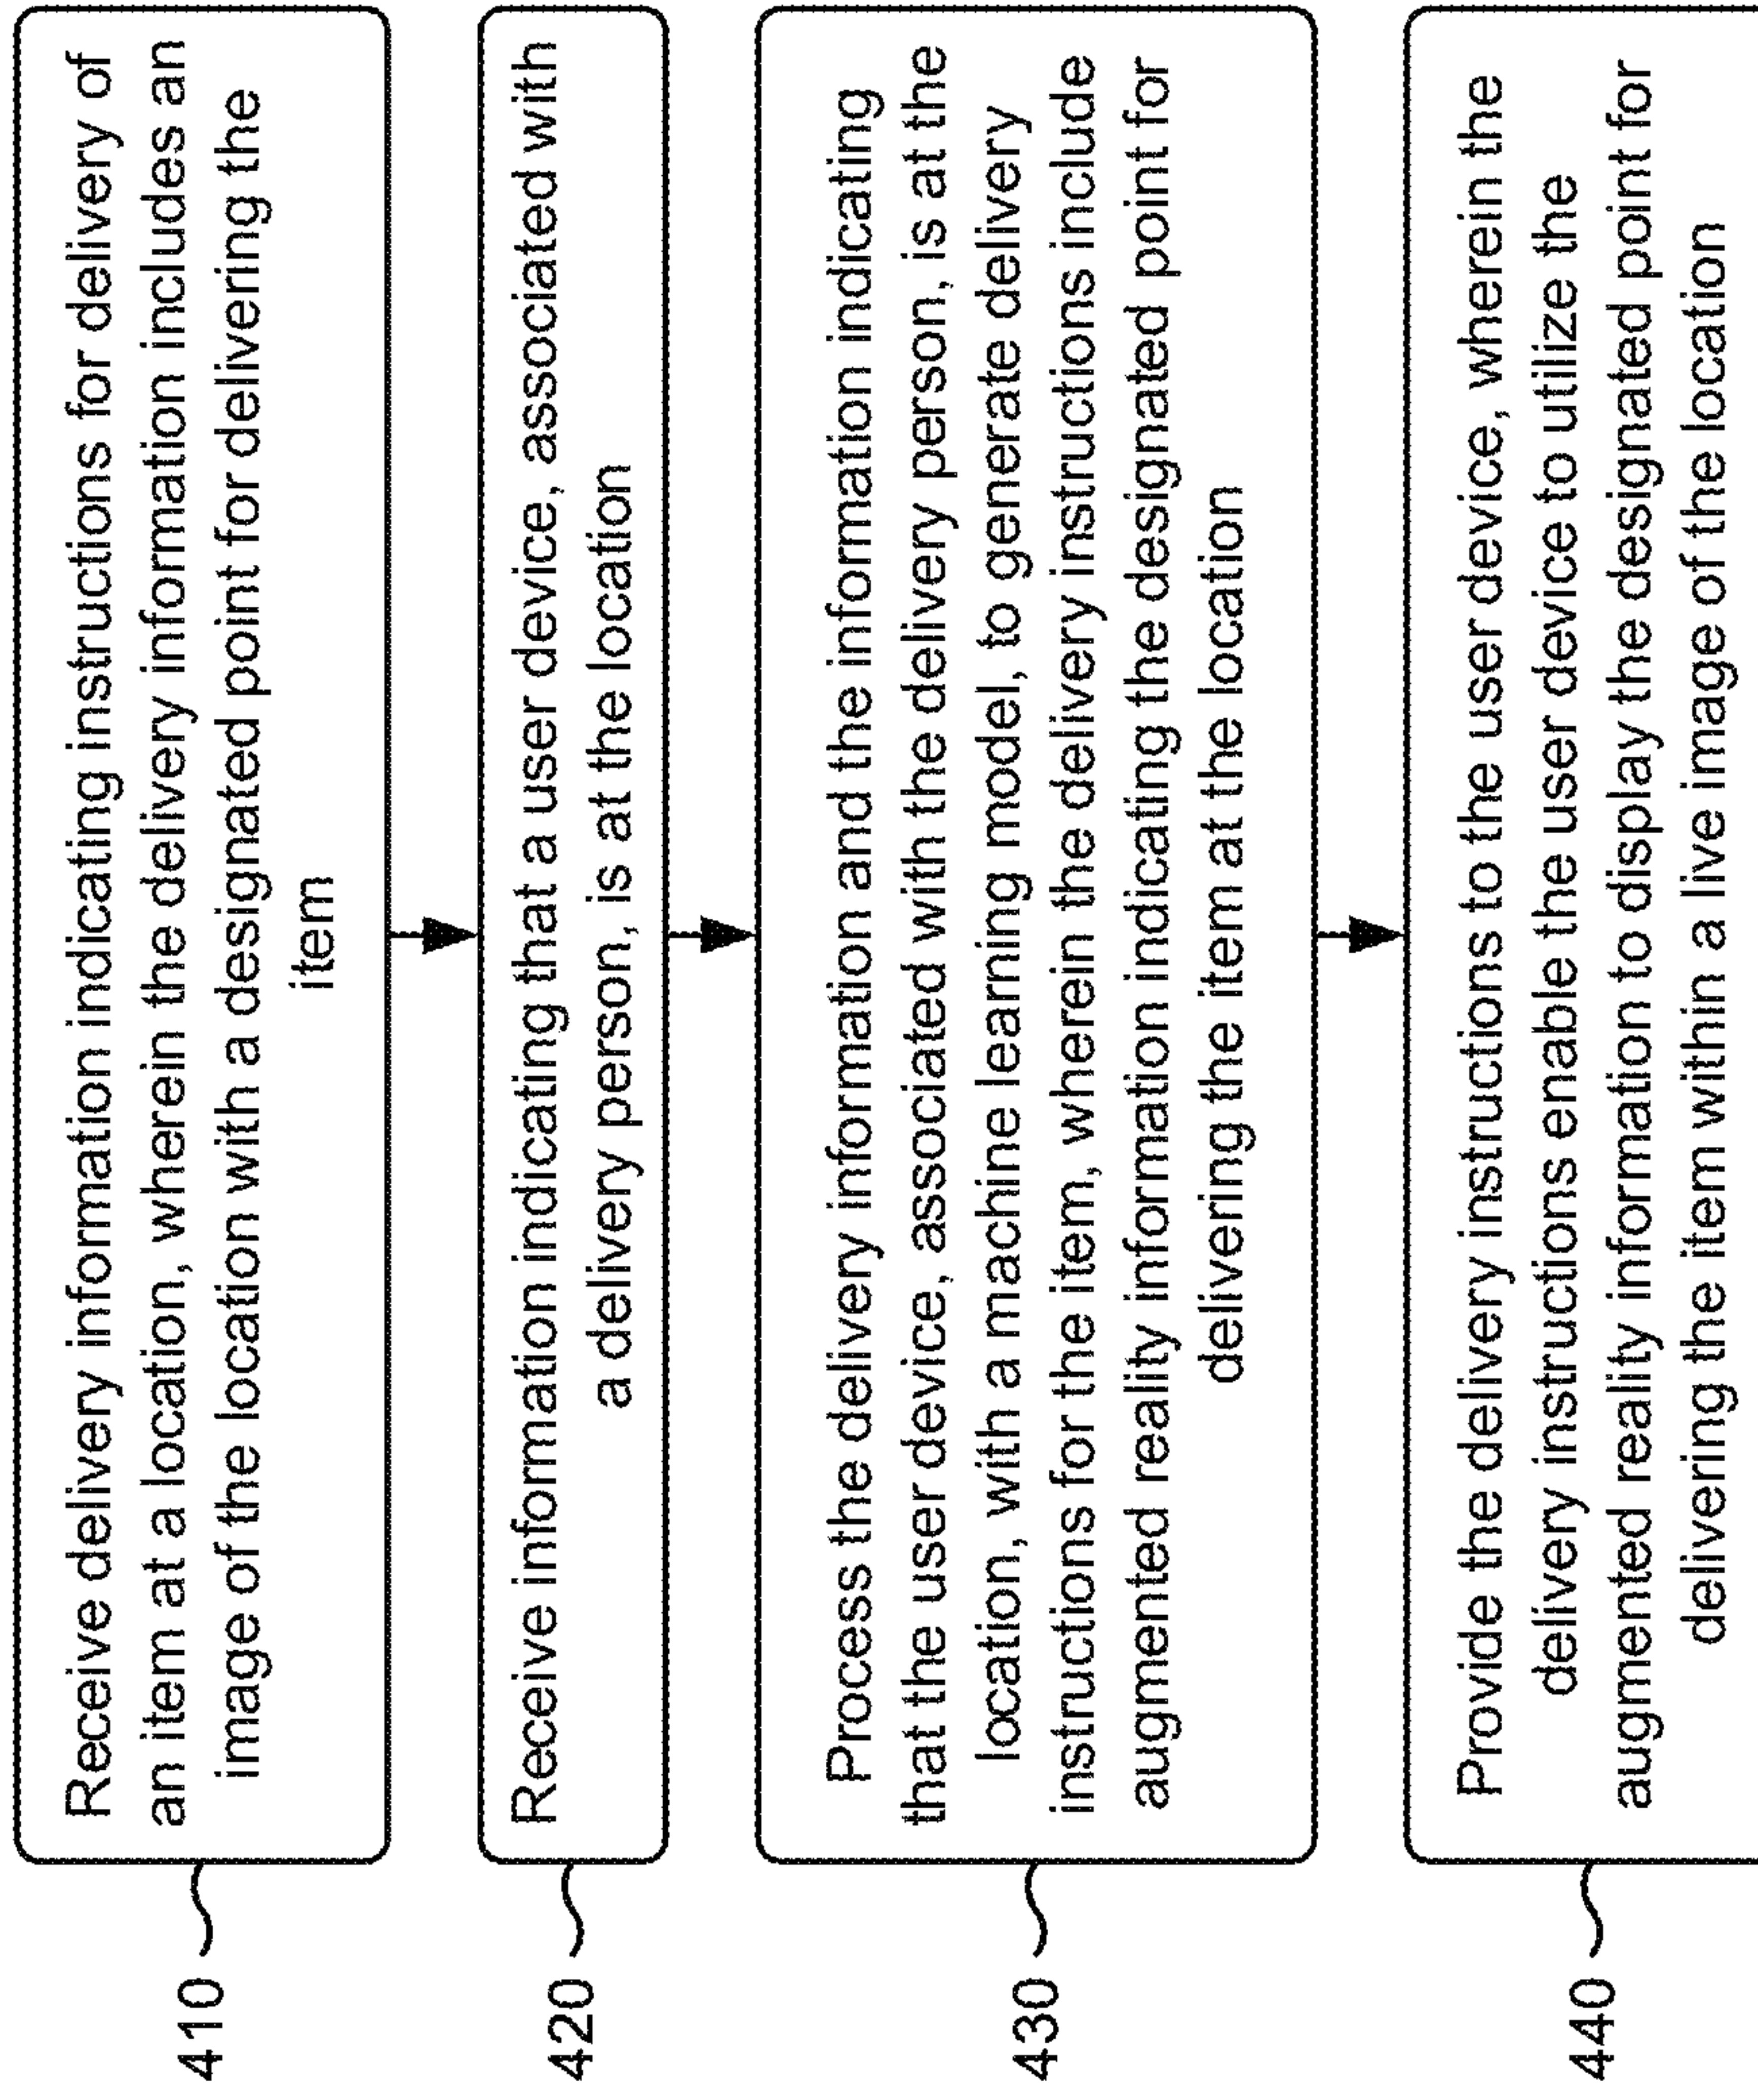 410
Receive delivery information indicating instructions for delivery of
an item at a location, wherein the delivery information includes an
image of the location with a designated point for delivering the
item
420
Receive information indicating that a user device, associated with
a delivery person, is at the location
430
Process the delivery information and the information indicating
that the user device, associated with the delivery person, is at the
location, with a machine learning model, to generate delivery
instructions for the item, wherein the delivery instructions include
augmented reality information indicating the designated point for
delivering the item at the location
440
Provide the delivery instructions to the user device, wherein the
delivery instructions enable the user device to utilize the
augmented reality information to display the designated point for
delivering the item within a live image of the location